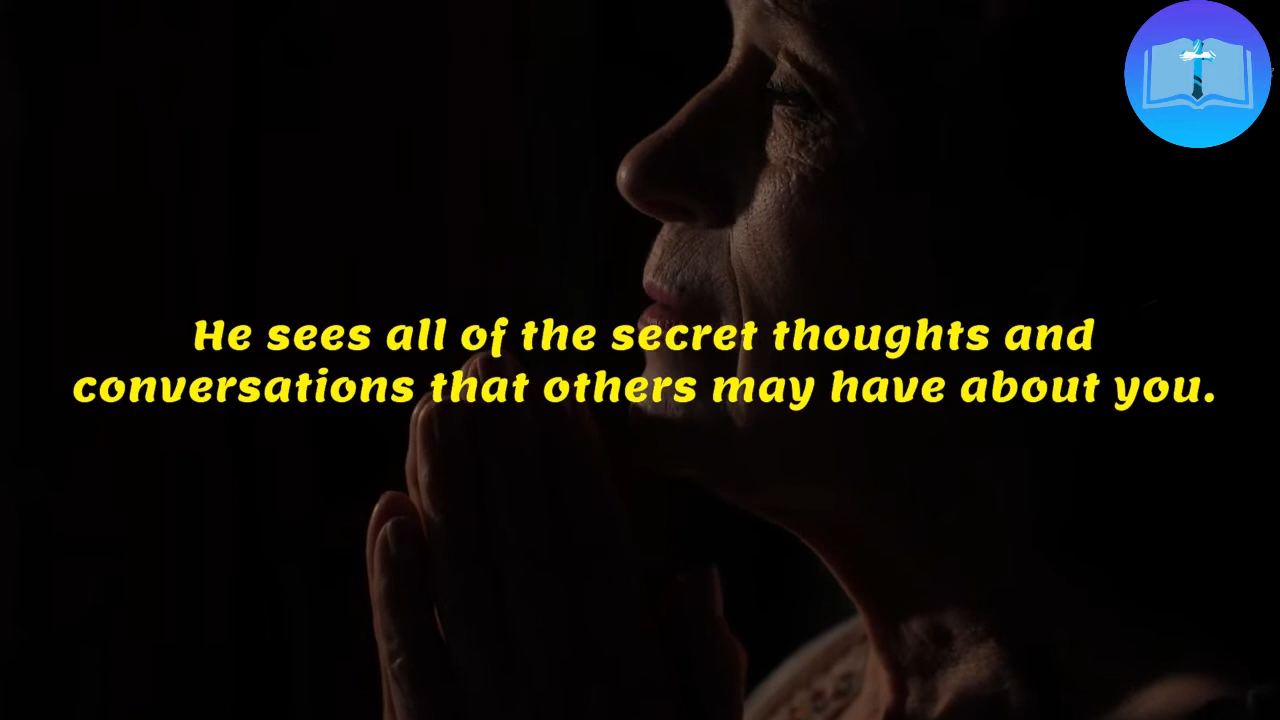 He sees all of the secret thoughts and
conversations that others may have about you.